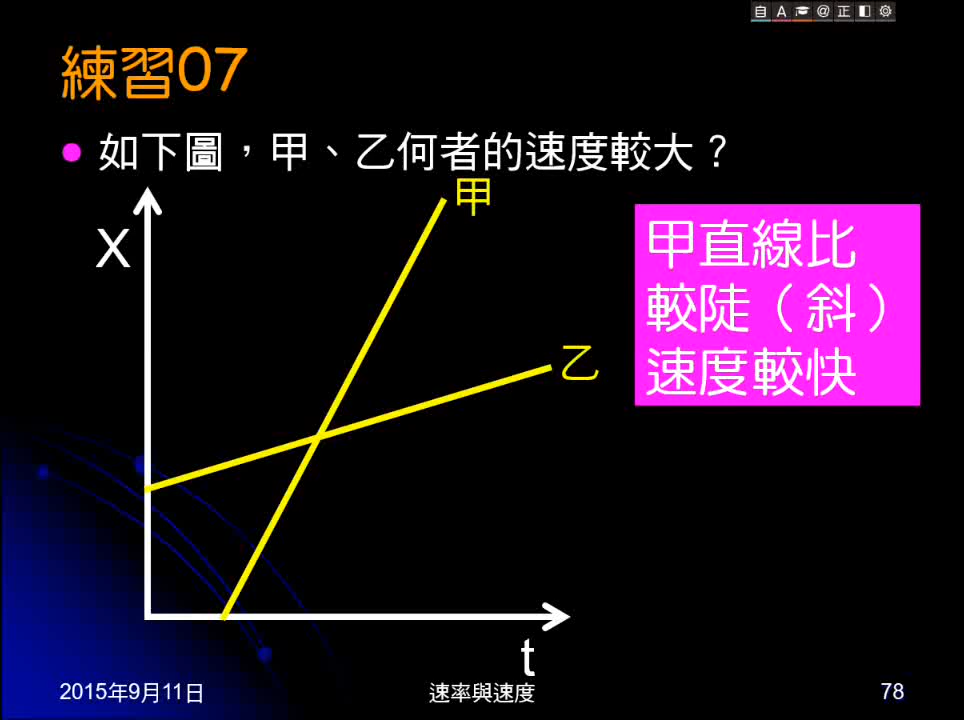 自 A @ 正
練習07
如下圖，甲、乙何者的速度較大？
甲
X
甲直線比
較陡（斜）
速度較快
乙
t
2015年9月11日 速率與速度 78